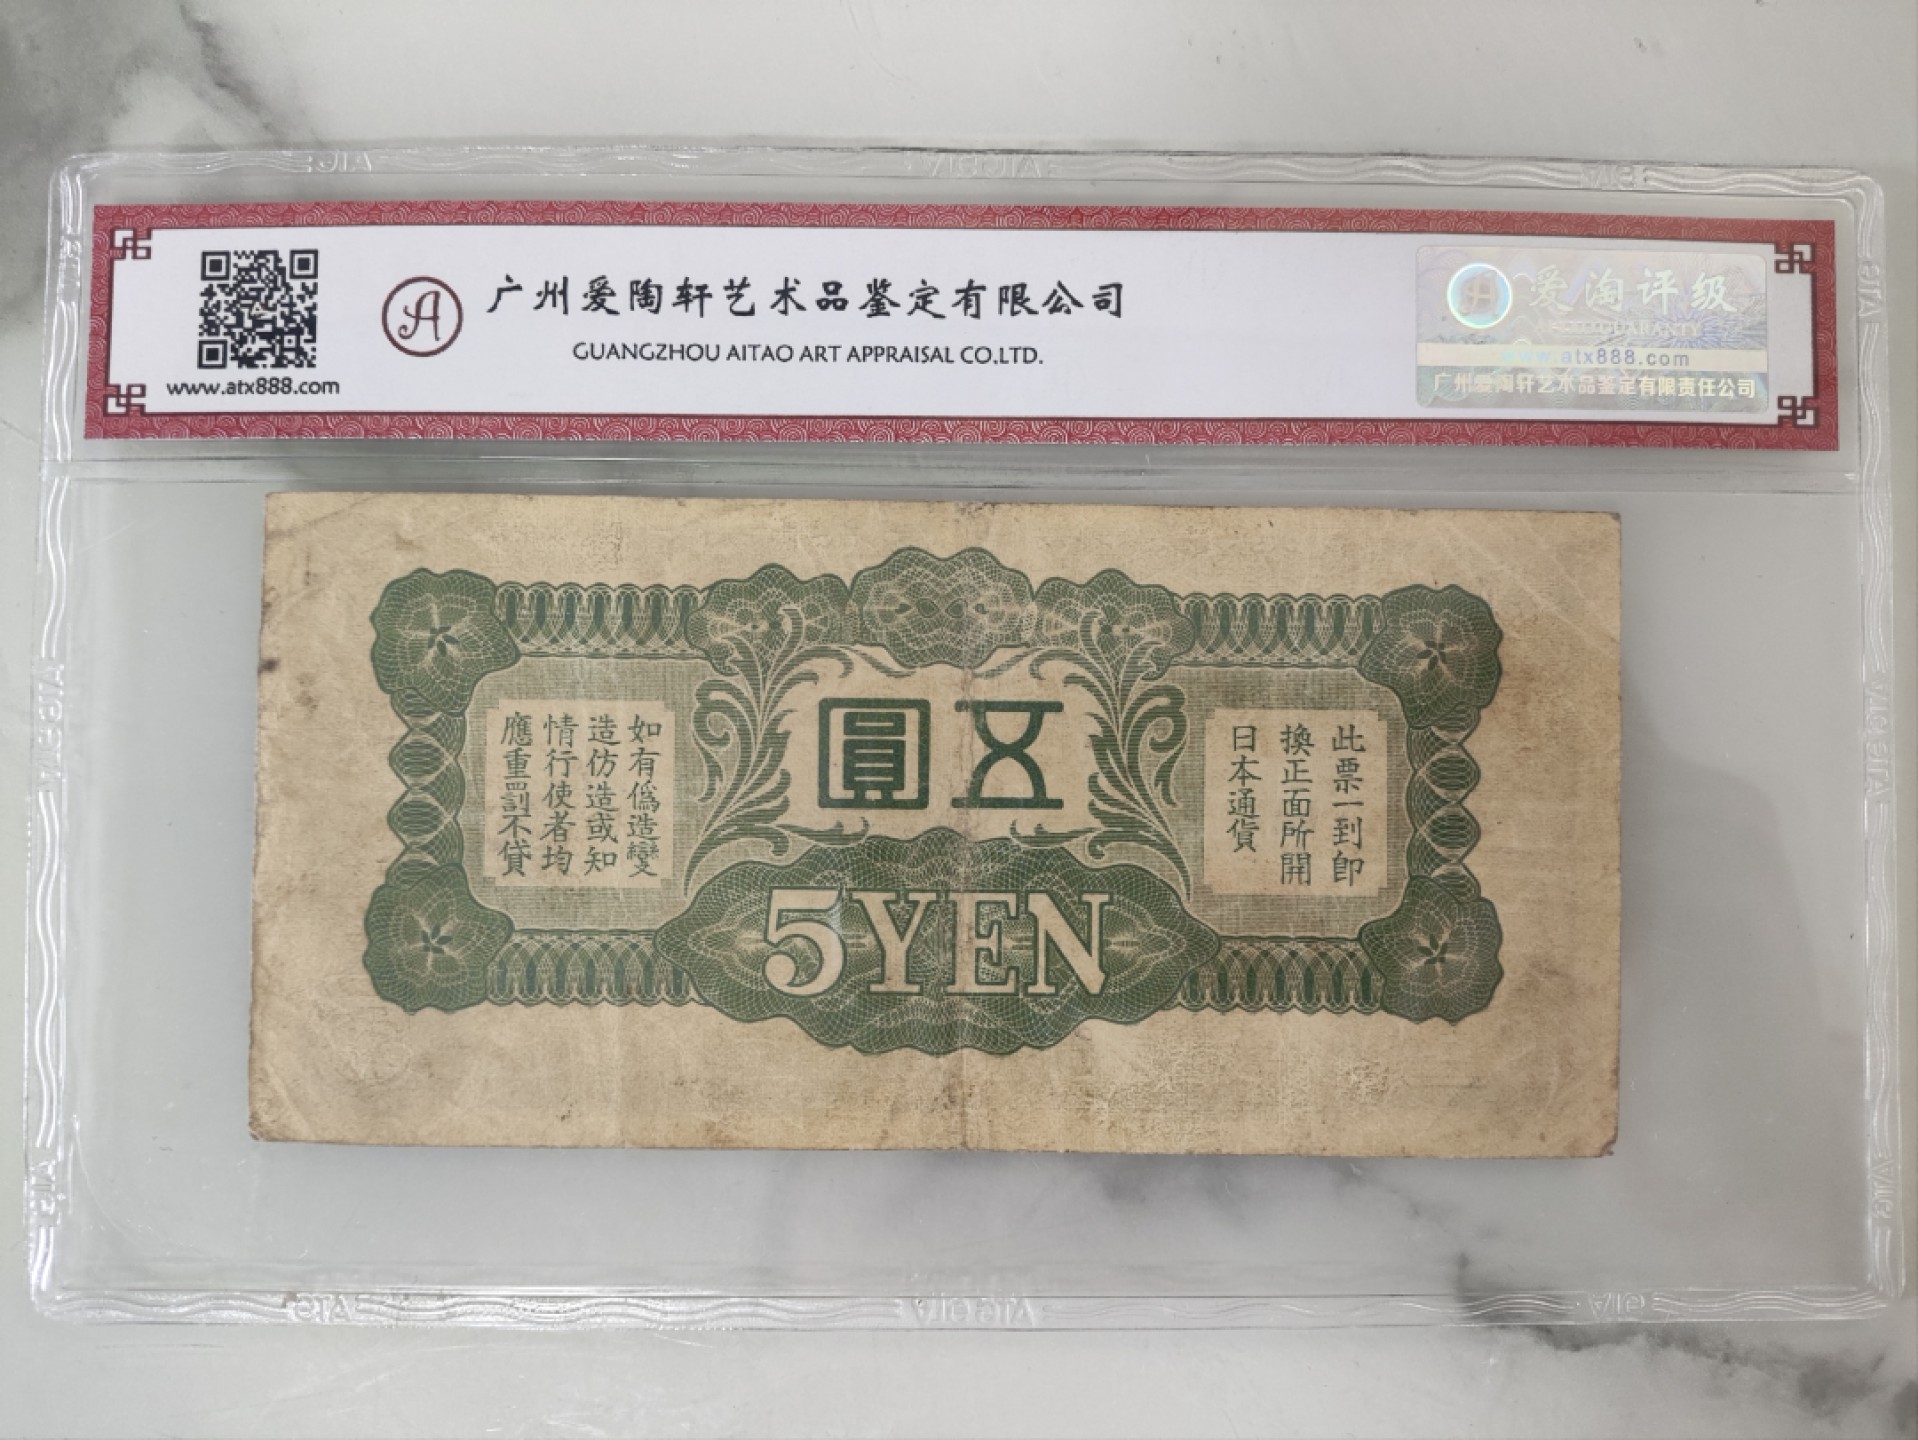 广州爱陶轩艺术品鉴定有限公司
GUANGZHOU AITAO ART APPRAISAL CO.LTD.
www.atx888.com
爱淘评级
GUARANTY
www.atx888.com
广州爱陶轩艺术品鉴定有限责任公司
五圓
此票一到卽
換正面所開
日本通貨
如有僞造變
造仿造或知
情行使者均
應重罰不貸
5YEN